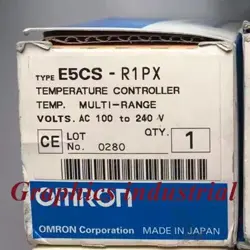 TYPE E5CS - R1PX
TEMPERATURE CONTROLLER
TEMP. MULTI-RANGE
VOLTS. AC 100 to 240 V
CE LOT No. 0280 QTY. 1
Graphics industrial
OMRON
OMRON Corporation MADE IN JAPAN